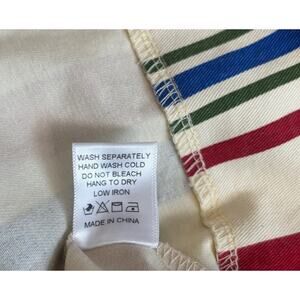 WASH SEPARATELY
HAND WASH COLD
DO NOT BLEACH
HANG TO DRY
LOW IRON
MADE IN CHINA